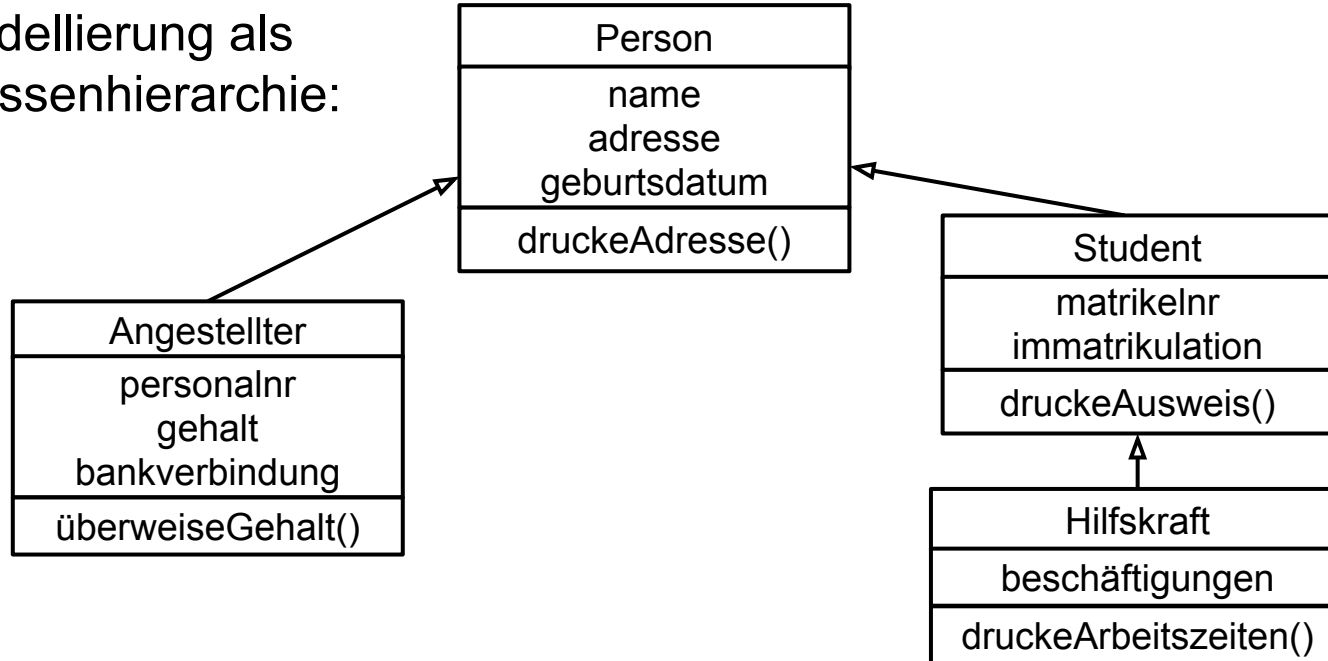 dellierung als
ssenhierarchie:
Person
name
adresse
geburtsdatum
druckeAdresse()
Angestellter
personalnr
gehalt
bankverbindung
überweiseGehalt()
Student
matrikelnr
immatrikulation
druckeAusweis()
Hilfskraft
beschäftigungen
druckeArbeitszeiten()